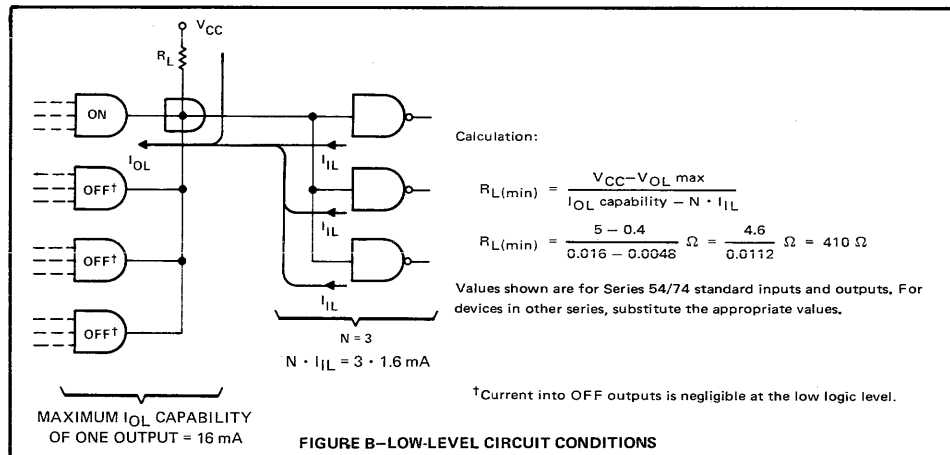 V_CC
R_L
ON
I_OL
OFF†
OFF†
OFF†
I_IL
I_IL
I_IL
N = 3
N · I_IL = 3 · 1.6 mA
MAXIMUM I_OL CAPABILITY
OF ONE OUTPUT = 16 mA
Calculation:
R_L(min) = (V_CC–V_OL max) / (I_OL capability – N · I_IL)
R_L(min) = (5 – 0.4) / (0.016 – 0.0048) Ω = 4.6 / 0.0112 Ω = 410 Ω
Values shown are for Series 54/74 standard inputs and outputs. For
devices in other series, substitute the appropriate values.
†Current into OFF outputs is negligible at the low logic level.
FIGURE B–LOW-LEVEL CIRCUIT CONDITIONS